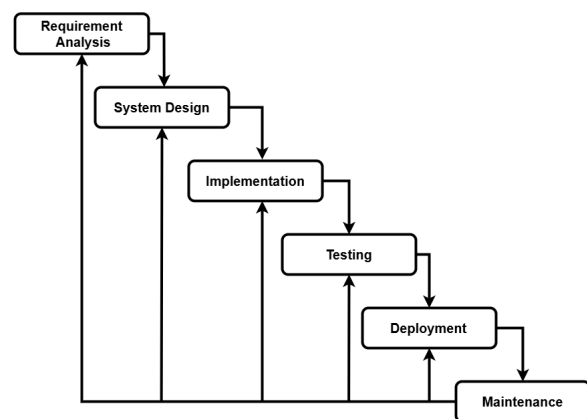 Requirement
Analysis
System Design
Implementation
Testing
Deployment
Maintenance